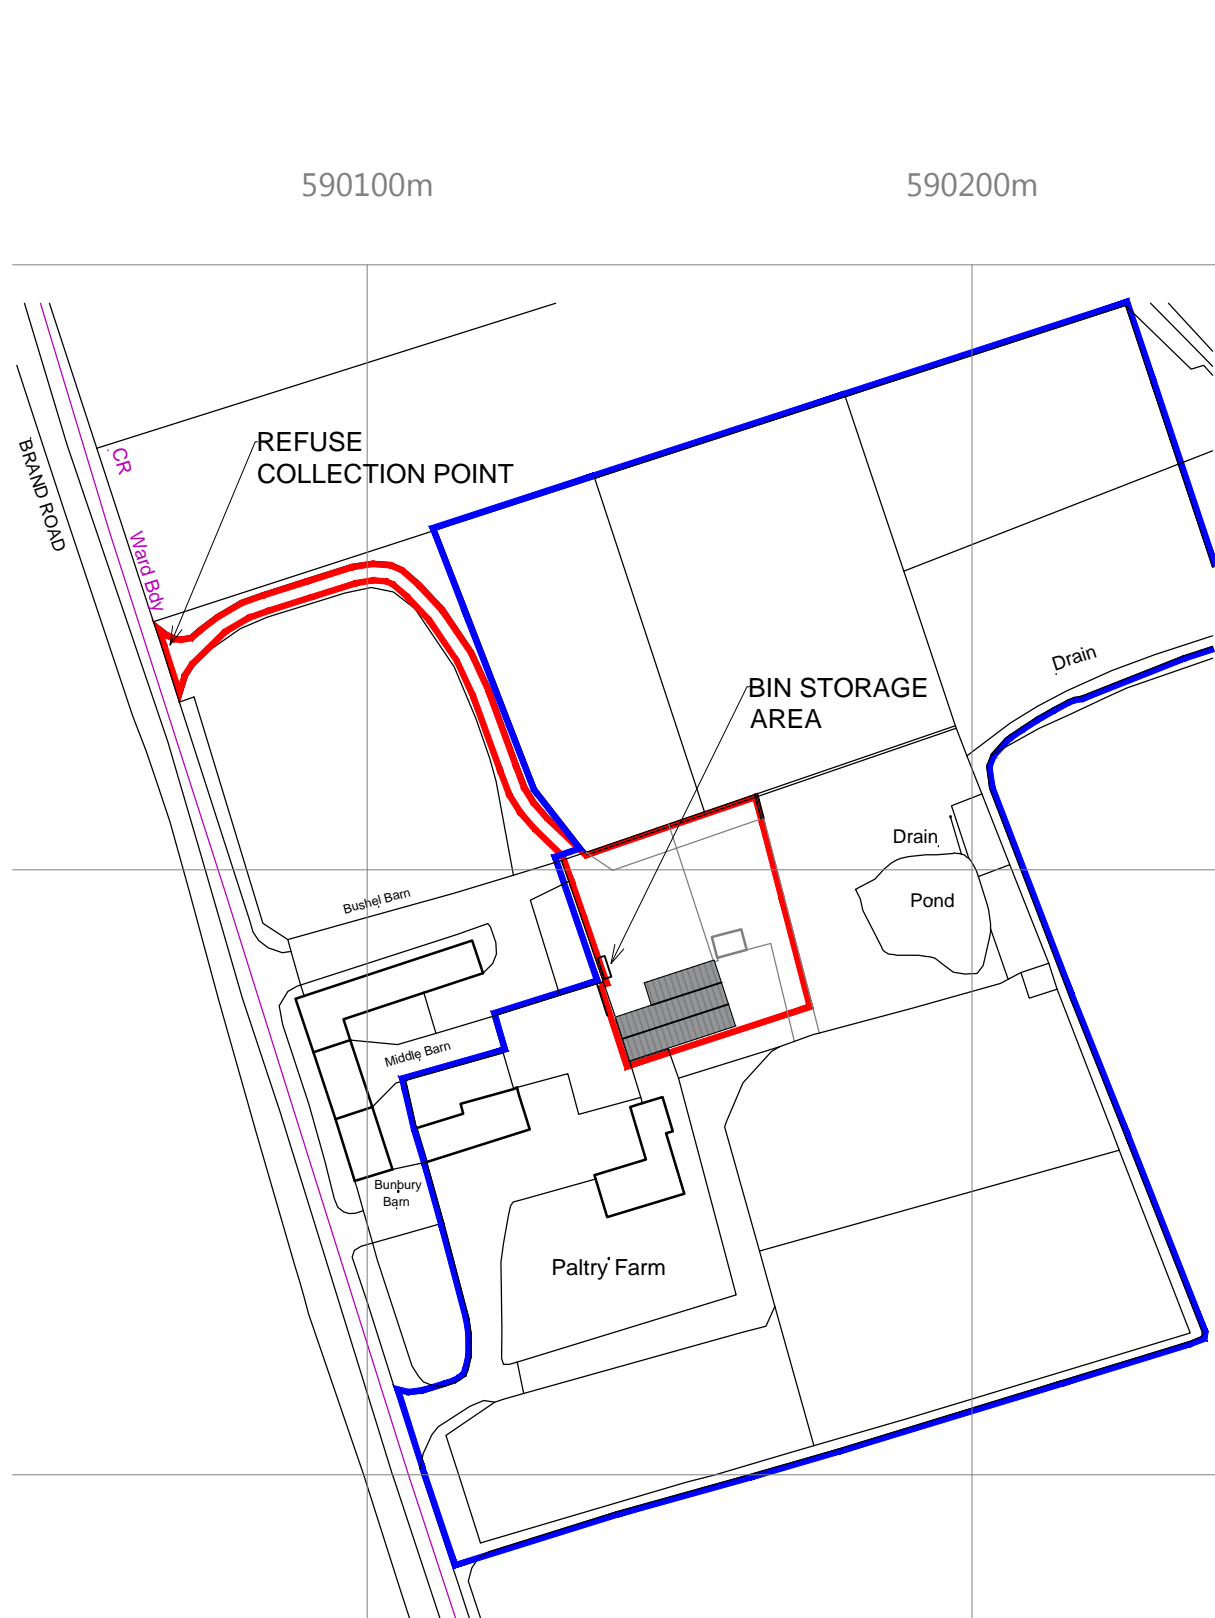 590100m
590200m
REFUSE
COLLECTION POINT
BRAND ROAD
CR
Ward Bdy
Drain
BIN STORAGE
AREA
Drain
Pond
Bushel Barn
Middle Barn
Bunbury
Barn
Paltry Farm